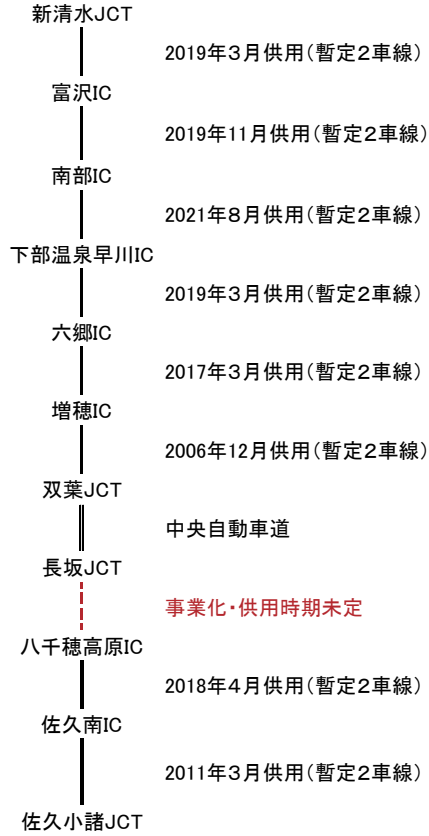 新清水JCT
2019年３月供用（暫定２車線）
富沢IC
2019年11月供用（暫定２車線）
南部IC
2021年８月供用（暫定２車線）
下部温泉早川IC
2019年３月供用（暫定２車線）
六郷IC
2017年３月供用（暫定２車線）
増穂IC
2006年12月供用（暫定２車線）
双葉JCT
中央自動車道
長坂JCT
事業化・供用時期未定
八千穂高原IC
2018年４月供用（暫定２車線）
佐久南IC
2011年３月供用（暫定２車線）
佐久小諸JCT